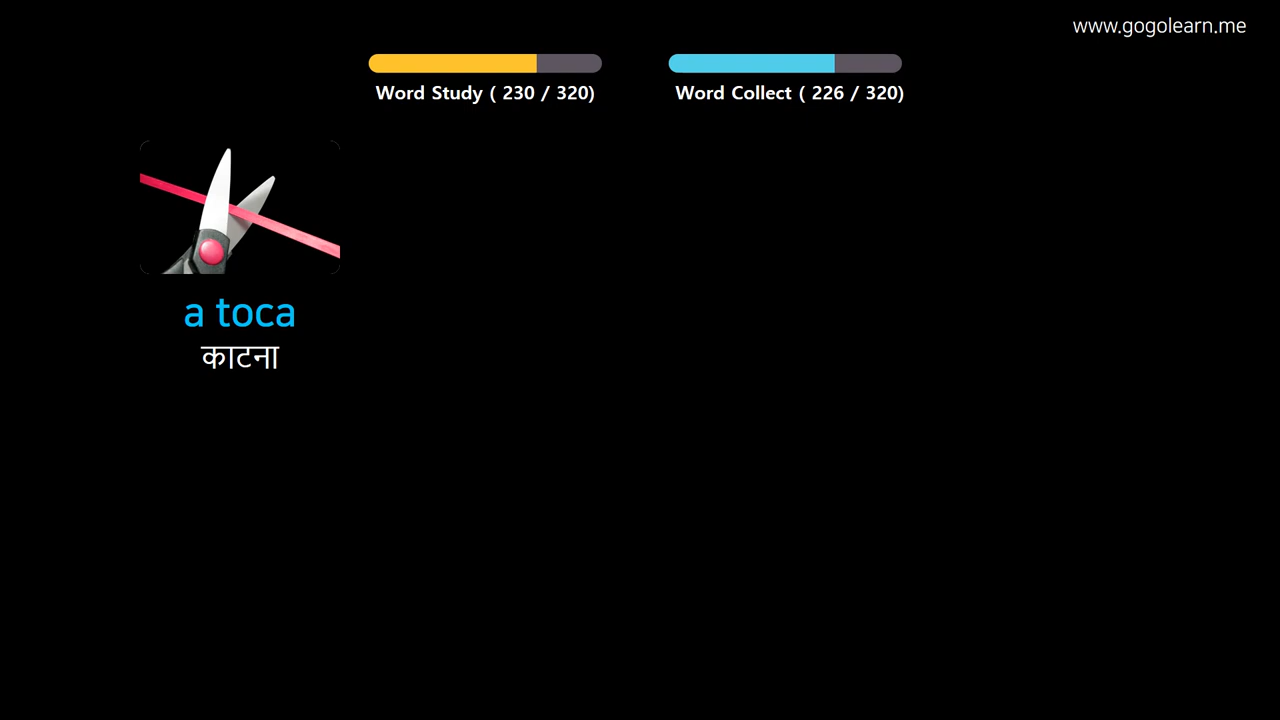 www.gogolearn.me
Word Study ( 230 / 320)
Word Collect ( 226 / 320)
a toca
काटना